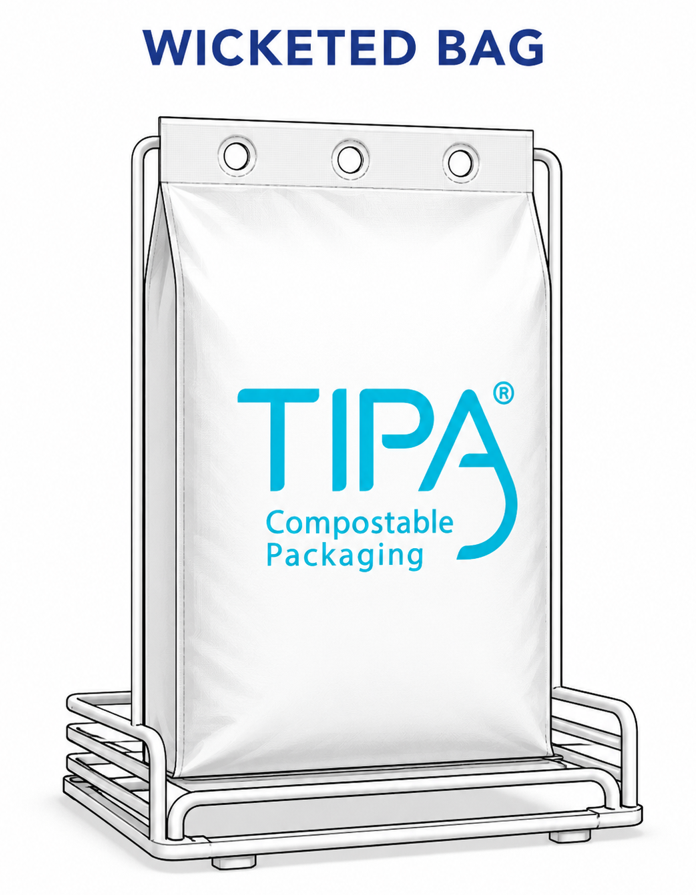 WICKETED BAG
TIPA®
Compostable
Packaging